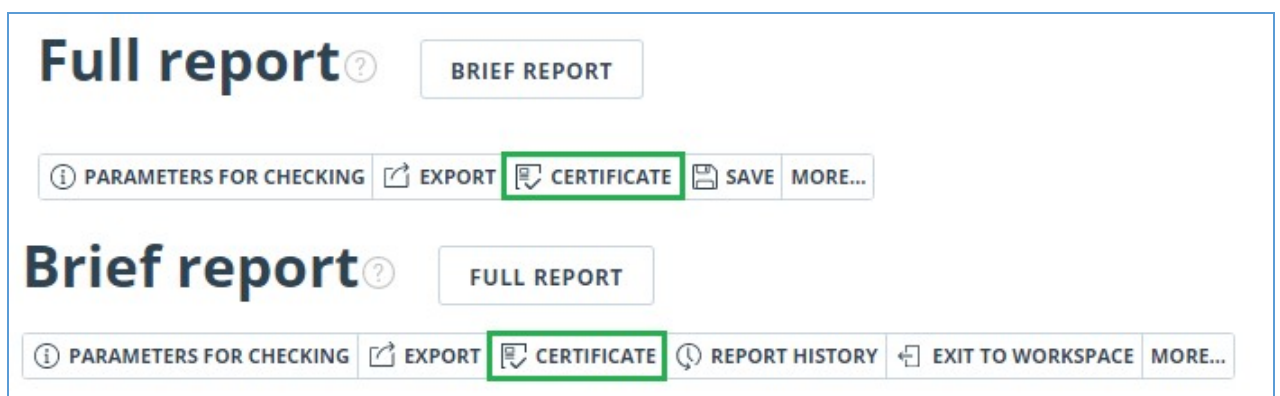 Full report ? BRIEF REPORT
PARAMETERS FOR CHECKING EXPORT CERTIFICATE SAVE MORE...
Brief report ? FULL REPORT
PARAMETERS FOR CHECKING EXPORT CERTIFICATE REPORT HISTORY EXIT TO WORKSPACE MORE...